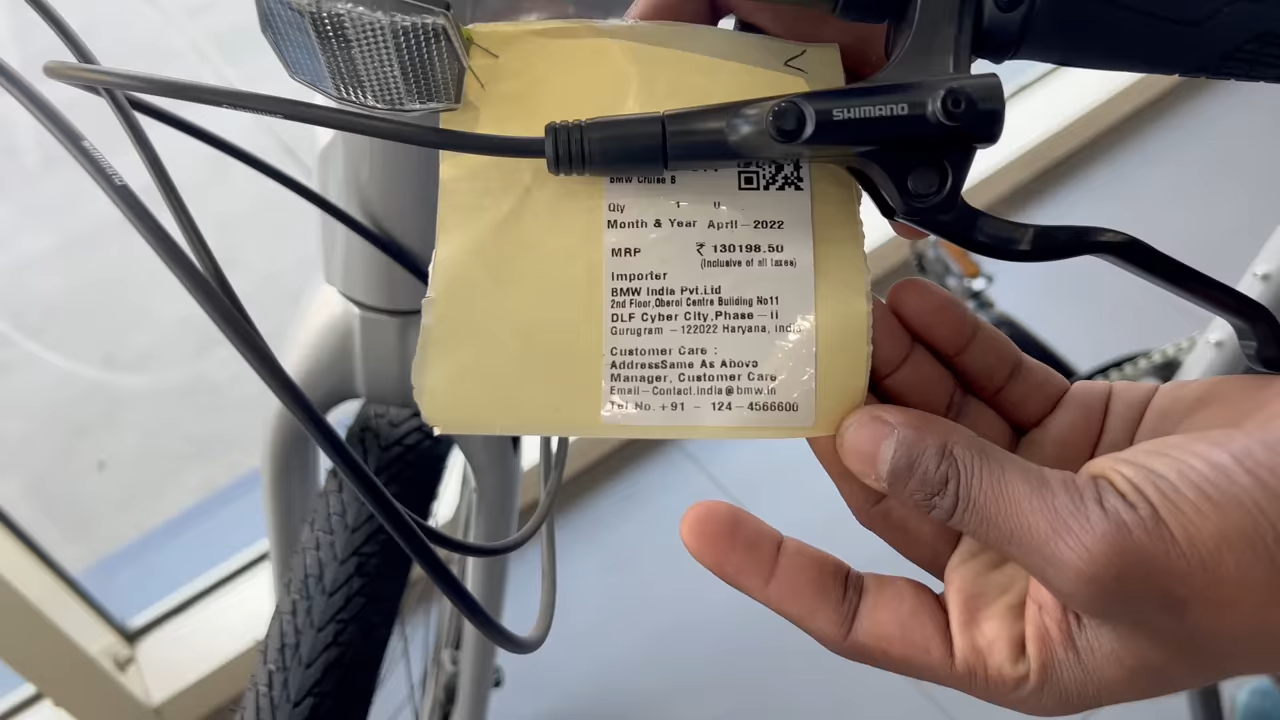 SHIMANO
BMW Cruise B
Qty 1 U
Month & Year April-2022
MRP ₹ 130198.50
(Inclusive of all taxes)
Importer
BMW India Pvt.Ltd
2nd Floor,Oberoi Centre Building No11
DLF Cyber City,Phase-II
Gurugram -122022 Haryana, India
Customer Care :
AddressSame As Above
Manager, Customer Care
Email-Contact.india@bmw.in
Tel No.+91 - 124-4566600